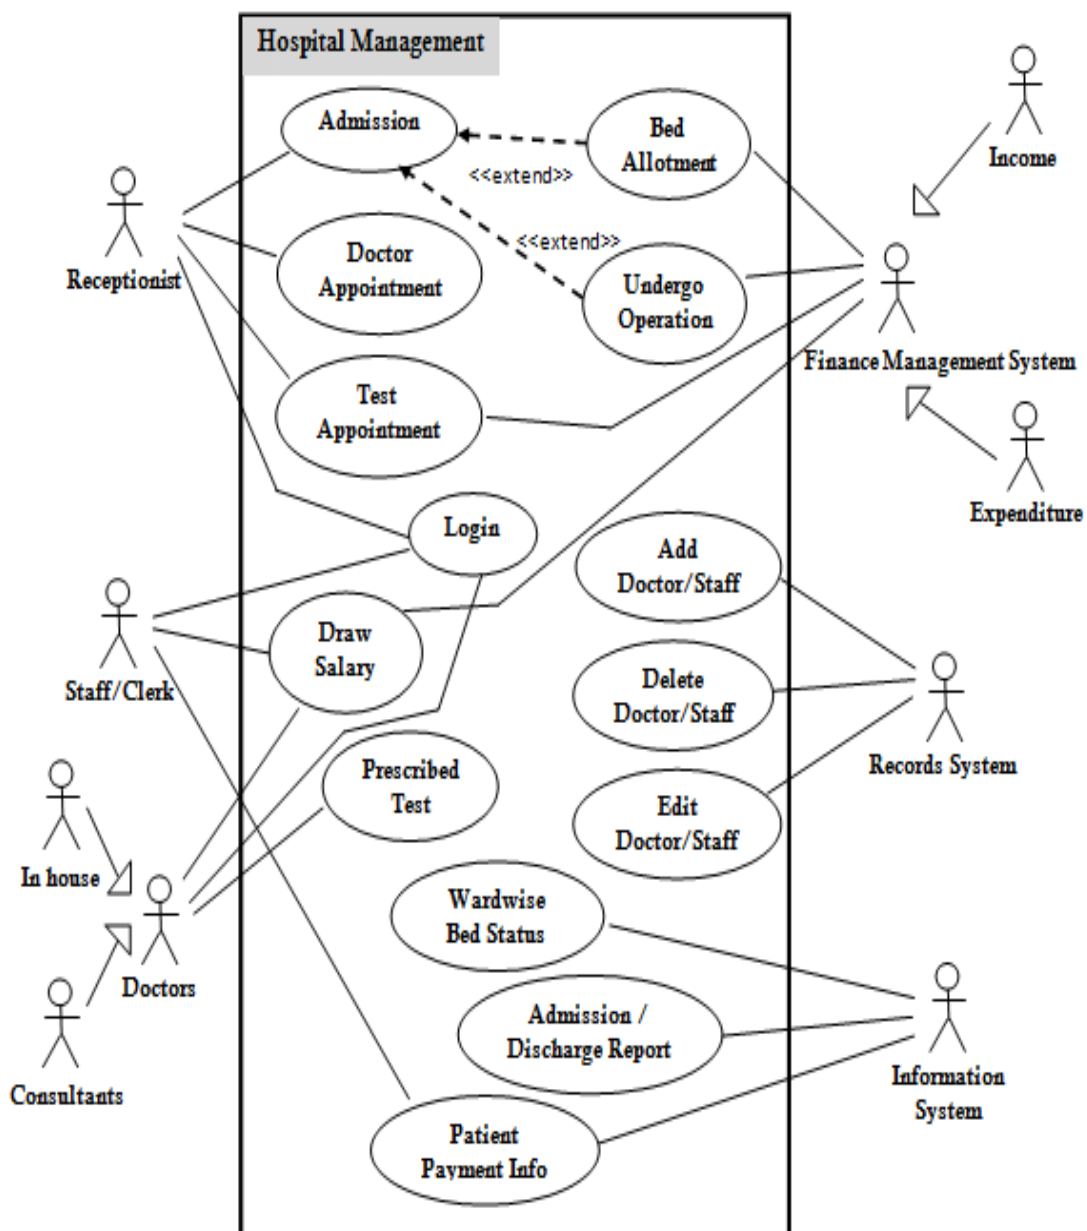 Hospital Management
Admission
Bed
Allotment
<<extend>>
Income
Receptionist
Doctor
Appointment
<<extend>>
Undergo
Operation
Finance Management System
Test
Appointment
Expenditure
Login
Add
Doctor/Staff
Staff/Clerk
Draw
Salary
Delete
Doctor/Staff
Records System
Prescribed
Test
Edit
Doctor/Staff
In house
Wardwise
Bed Status
Doctors
Admission /
Discharge Report
Consultants
Information
System
Patient
Payment Info